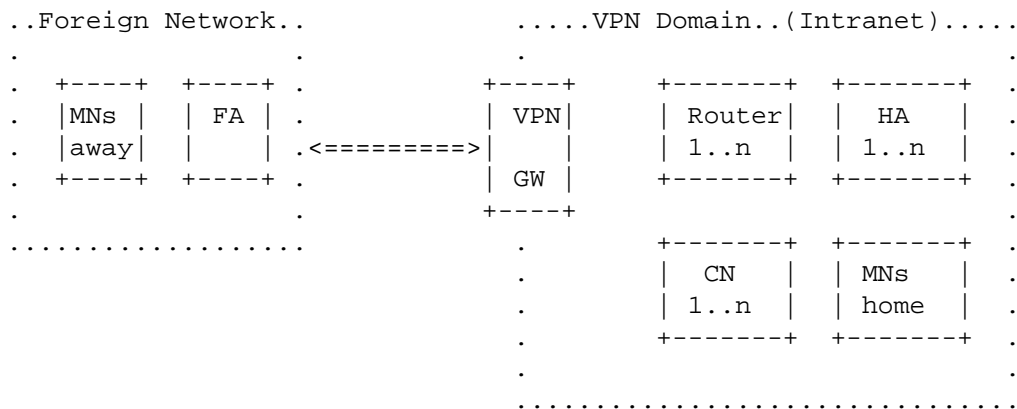 ..Foreign Network.. .....VPN Domain..(Intranet).....
. . . .
. +----+ +----+ . +----+ +-------+ +-------+ .
. |MNs | | FA | . | VPN| | Router| | HA | .
. |away| | | .<=========>| | | 1..n | | 1..n | .
. +----+ +----+ . | GW | +-------+ +-------+ .
. . +----+ .
................... . +-------+ +-------+ .
. | CN | | MNs | .
. | 1..n | | home | .
. +-------+ +-------+ .
. .
................................